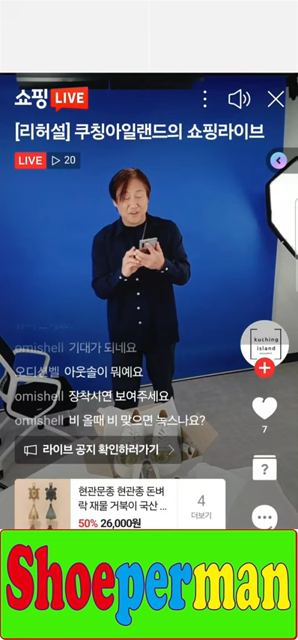 쇼핑 LIVE
[리허설] 쿠칭아일랜드의 쇼핑라이브
LIVE ▷ 20
omishell 기대가 되네요
오디세벨 아웃솔이 뭐예요
omishell 장착시연 보여주세요
omishell 비 올때 비 맞으면 녹스나요?
kuching
island
7
라이브 공지 확인하러가기 >
현관문종 현관종 돈벼
락 재물 거북이 국산 ...
50% 26,000원
4
더보기
?
Shoeperman